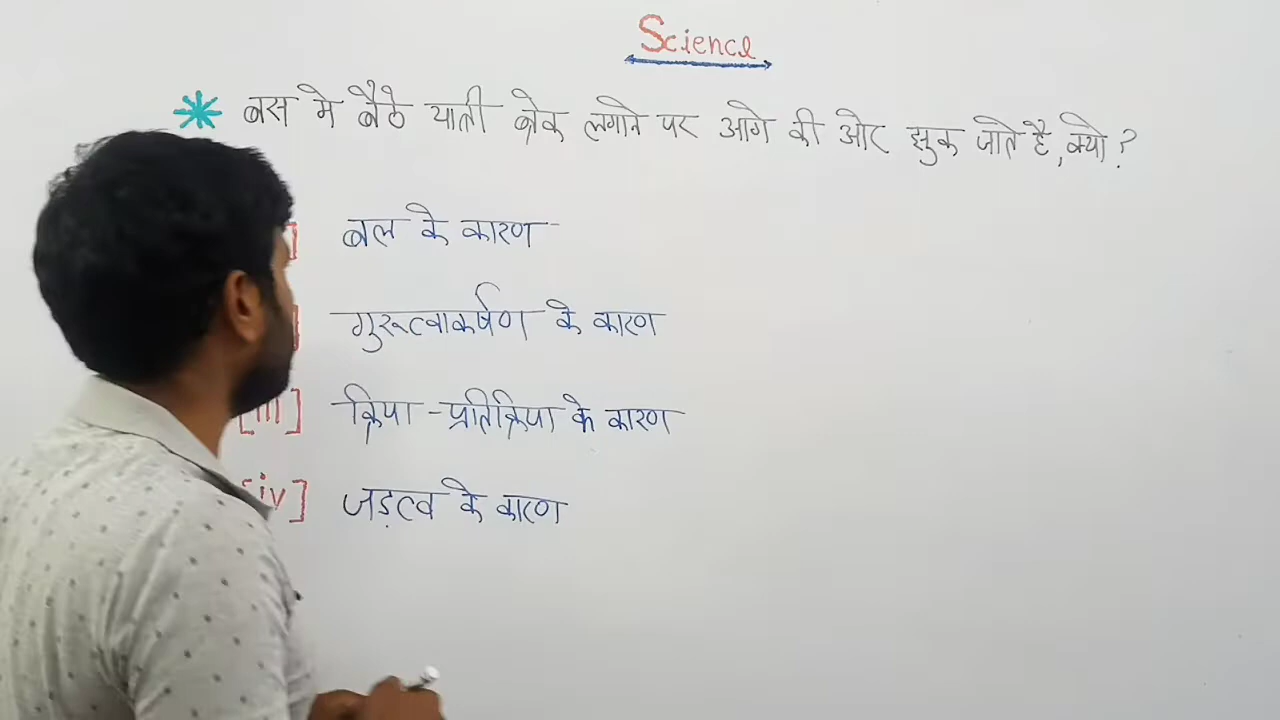 Science
बस मे बैठे यात्री ब्रेक लगाने पर आगे की ओर झुक जाते है, क्यो ?
] बल के कारण
] गुरूत्वाकर्षण के कारण
[iii] क्रिया - प्रतिक्रिया के कारण
[iv] जड़त्व के कारण